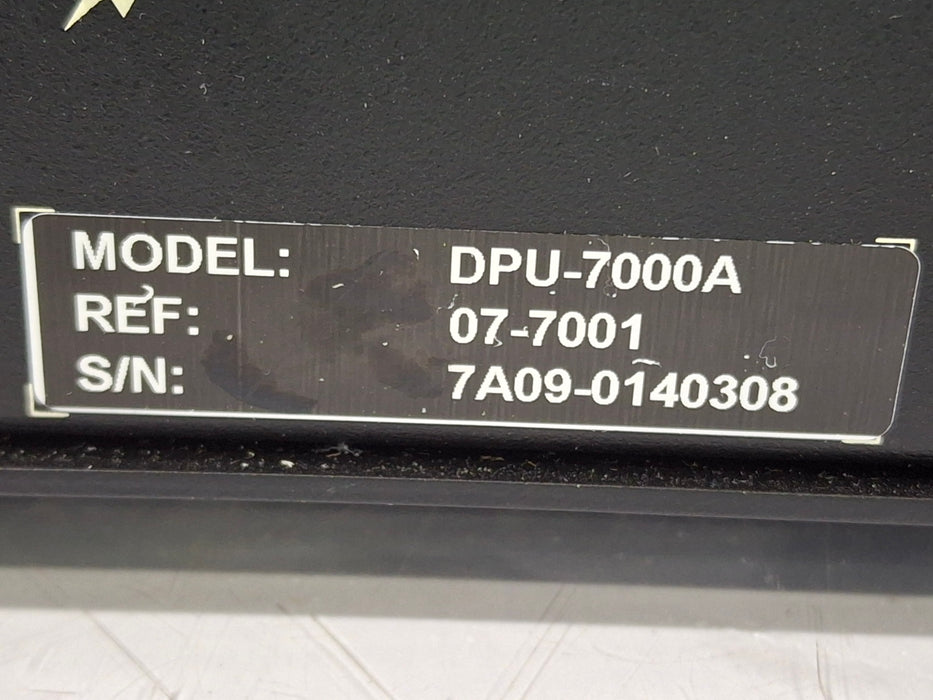 MODEL: DPU-7000A
REF: 07-7001
S/N: 7A09-0140308